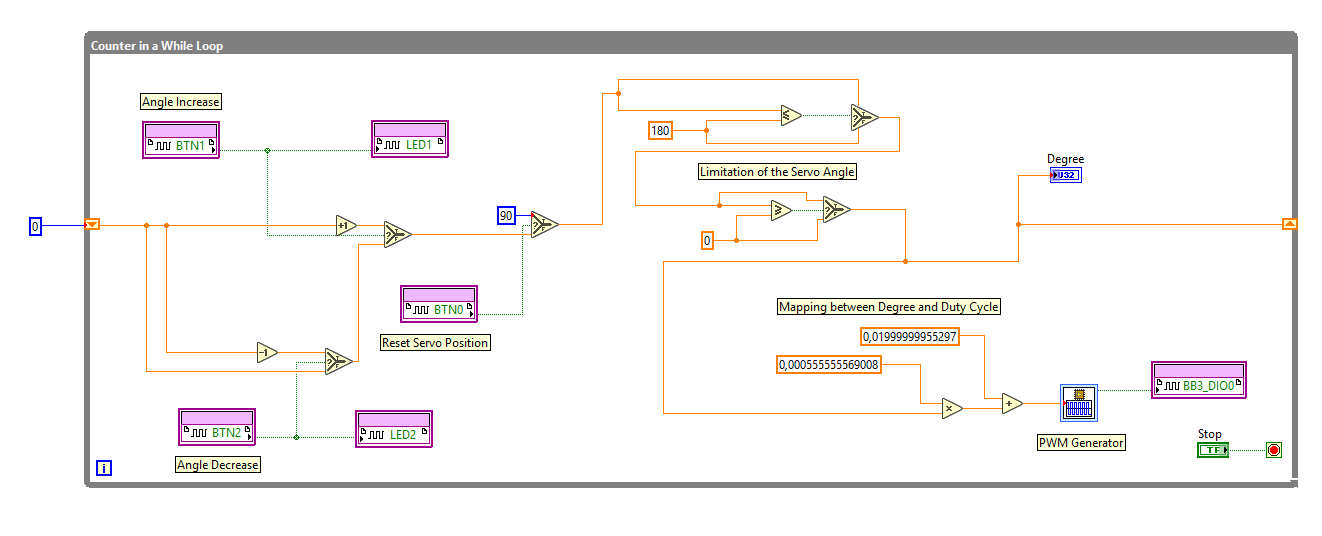 Counter in a While Loop
Angle Increase
BTN1
LED1
180
≤
T
?
F
Degree
U32
Limitation of the Servo Angle
≥
T
?
F
0
0
+1
T
?
F
90
T
?
F
BTN0
Reset Servo Position
Mapping between Degree and Duty Cycle
0,01999999955297
0,000555555569008
-1
T
?
F
x
+
BB3_DIO0
PWM Generator
BTN2
LED2
Angle Decrease
Stop
TF
i